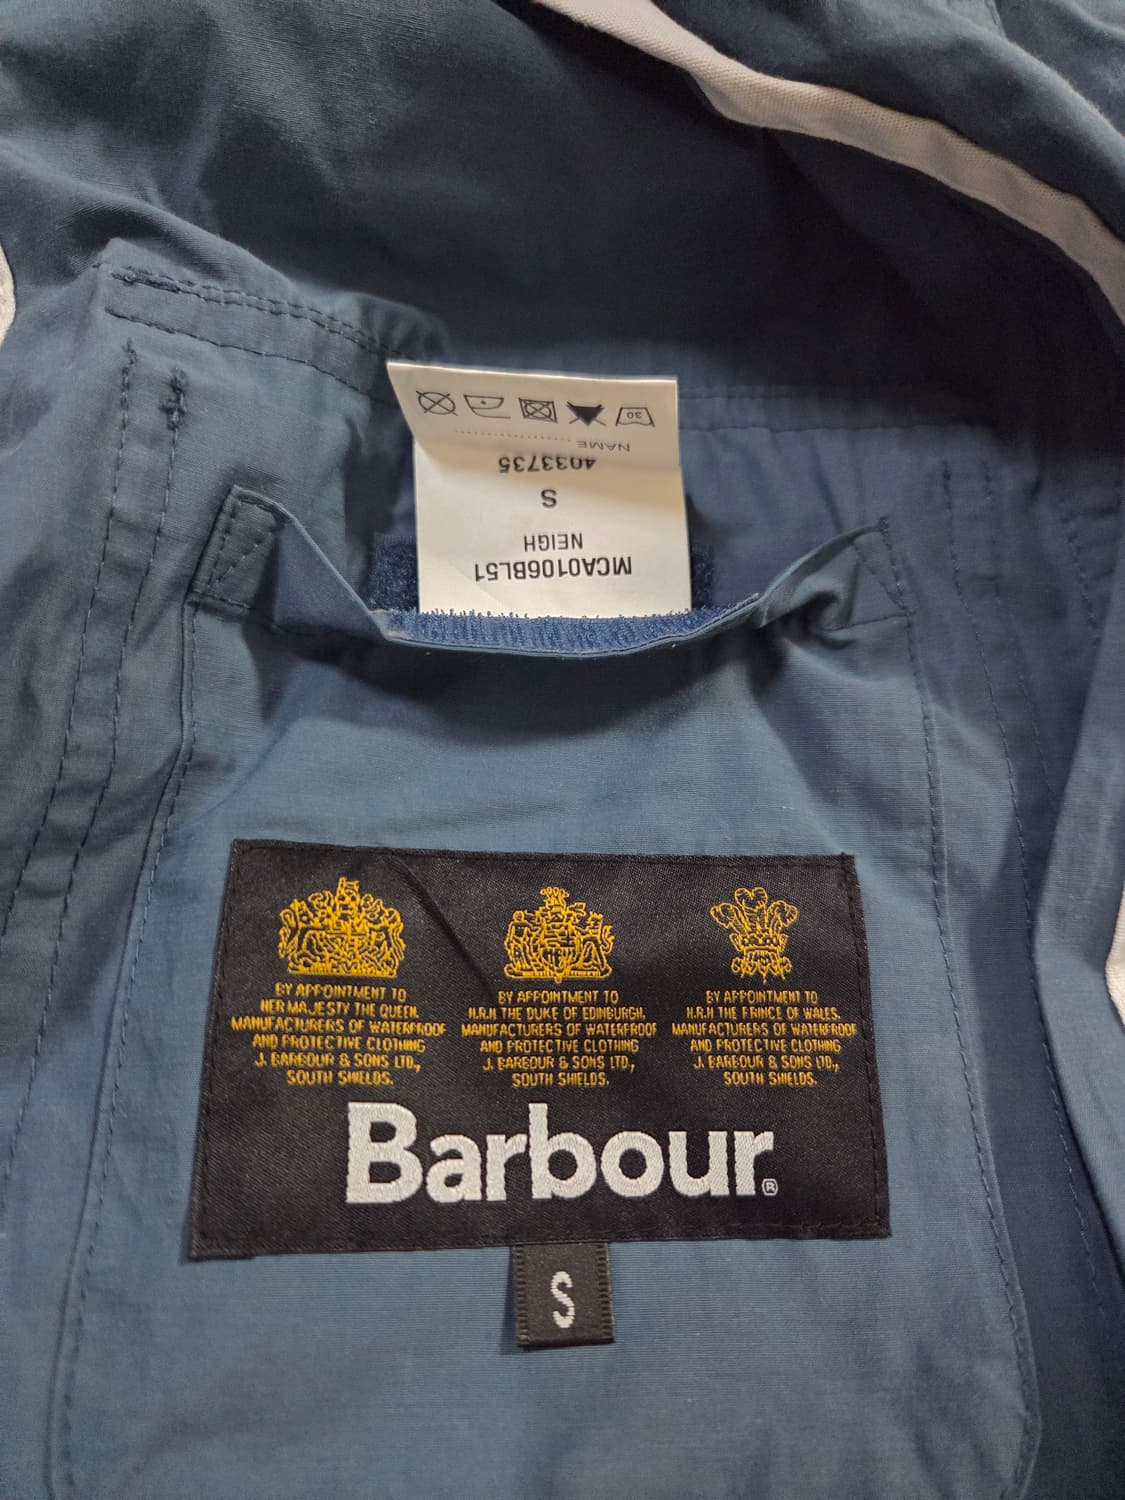 30
NAME
4033735
S
NEIGH
MCA0106BL51
BY APPOINTMENT TO
HER MAJESTY THE QUEEN.
MANUFACTURERS OF WATERPROOF
AND PROTECTIVE CLOTHING
J. BARBOUR & SONS LTD.,
SOUTH SHIELDS.
BY APPOINTMENT TO
H.R.H THE DUKE OF EDINBURGH.
MANUFACTURERS OF WATERPROOF
AND PROTECTIVE CLOTHING
J. BARBOUR & SONS LTD.,
SOUTH SHIELDS.
BY APPOINTMENT TO
H.R.H THE PRINCE OF WALES.
MANUFACTURERS OF WATERPROOF
AND PROTECTIVE CLOTHING
J. BARBOUR & SONS LTD.,
SOUTH SHIELDS.
Barbour®
S